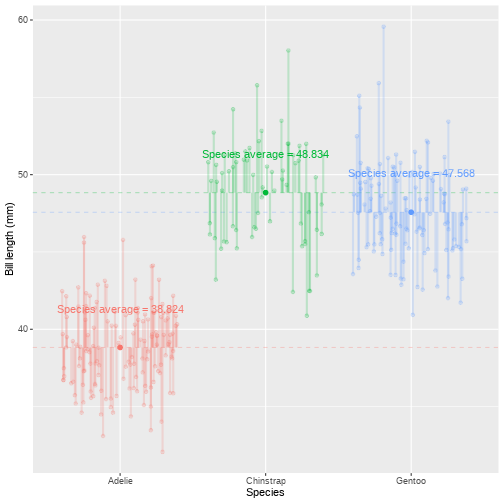 60
Species average = 48.834
Species average = 47.568
50
Species average = 38.824
40
Bill length (mm)
Adelie
Chinstrap
Gentoo
Species